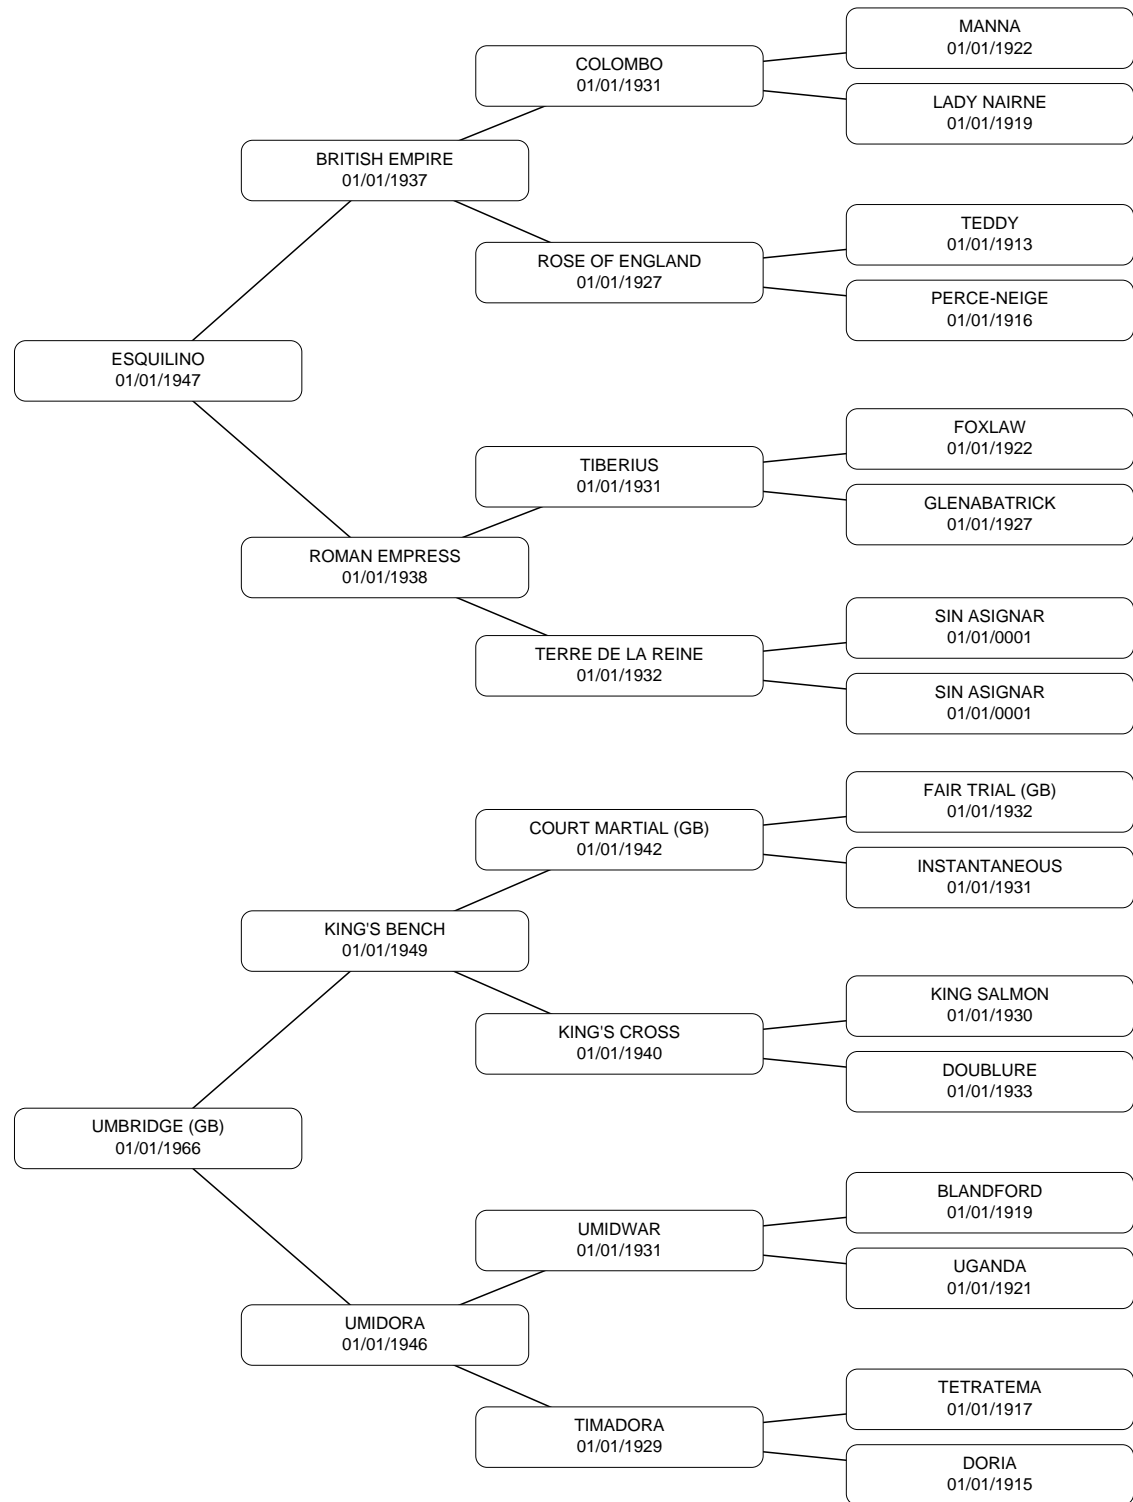 MANNA
01/01/1922
COLOMBO
01/01/1931
LADY NAIRNE
01/01/1919
BRITISH EMPIRE
01/01/1937
TEDDY
01/01/1913
ROSE OF ENGLAND
01/01/1927
PERCE-NEIGE
01/01/1916
ESQUILINO
01/01/1947
FOXLAW
01/01/1922
TIBERIUS
01/01/1931
GLENABATRICK
01/01/1927
ROMAN EMPRESS
01/01/1938
SIN ASIGNAR
01/01/0001
TERRE DE LA REINE
01/01/1932
SIN ASIGNAR
01/01/0001
FAIR TRIAL (GB)
01/01/1932
COURT MARTIAL (GB)
01/01/1942
INSTANTANEOUS
01/01/1931
KING'S BENCH
01/01/1949
KING SALMON
01/01/1930
KING'S CROSS
01/01/1940
DOUBLURE
01/01/1933
UMBRIDGE (GB)
01/01/1966
BLANDFORD
01/01/1919
UMIDWAR
01/01/1931
UGANDA
01/01/1921
UMIDORA
01/01/1946
TETRATEMA
01/01/1917
TIMADORA
01/01/1929
DORIA
01/01/1915